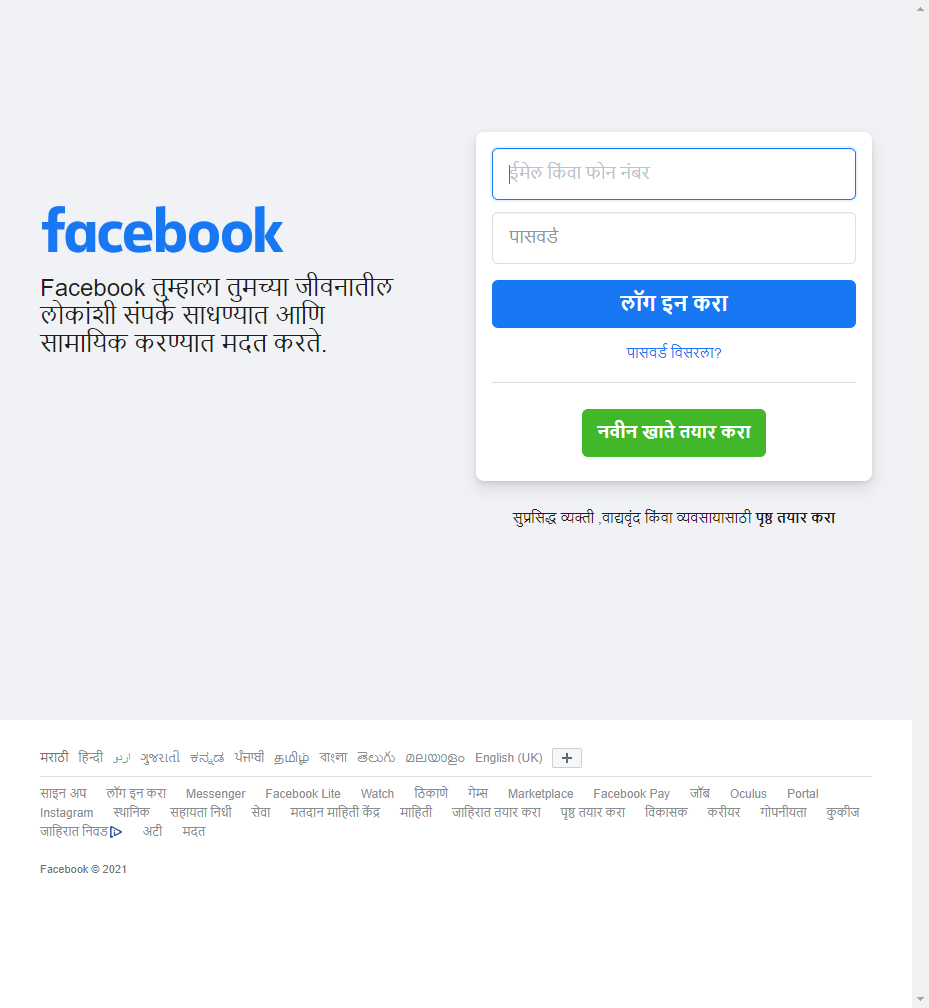 facebook
Facebook तुम्हाला तुमच्या जीवनातील
लोकांशी संपर्क साधण्यात आणि
सामायिक करण्यात मदत करते.
ईमेल किंवा फोन नंबर
पासवर्ड
लॉग इन करा
पासवर्ड विसरला?
नवीन खाते तयार करा
सुप्रसिद्ध व्यक्ती ,वाद्यवृंद किंवा व्यवसायासाठी पृष्ठ तयार करा
मराठी हिन्दी اردو ગુજરાતી ಕನ್ನಡ ਪੰਜਾਬੀ தமிழ் বাংলা తెలుగు മലയാളം English (UK)
साइन अप लॉग इन करा Messenger Facebook Lite Watch ठिकाणे गेम्स Marketplace Facebook Pay जॉब Oculus Portal
Instagram स्थानिक सहायता निधी सेवा मतदान माहिती केंद्र माहिती जाहिरात तयार करा पृष्ठ तयार करा विकासक करीयर गोपनीयता कुकीज
जाहिरात निवड अटी मदत
Facebook © 2021